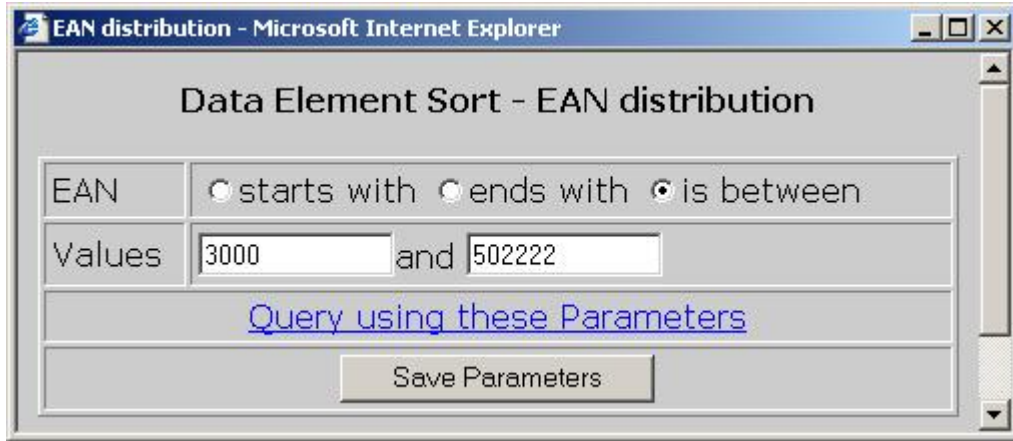 EAN distribution - Microsoft Internet Explorer
Data Element Sort - EAN distribution
EAN starts with ends with is between
Values 3000 and 502222
Query using these Parameters
Save Parameters